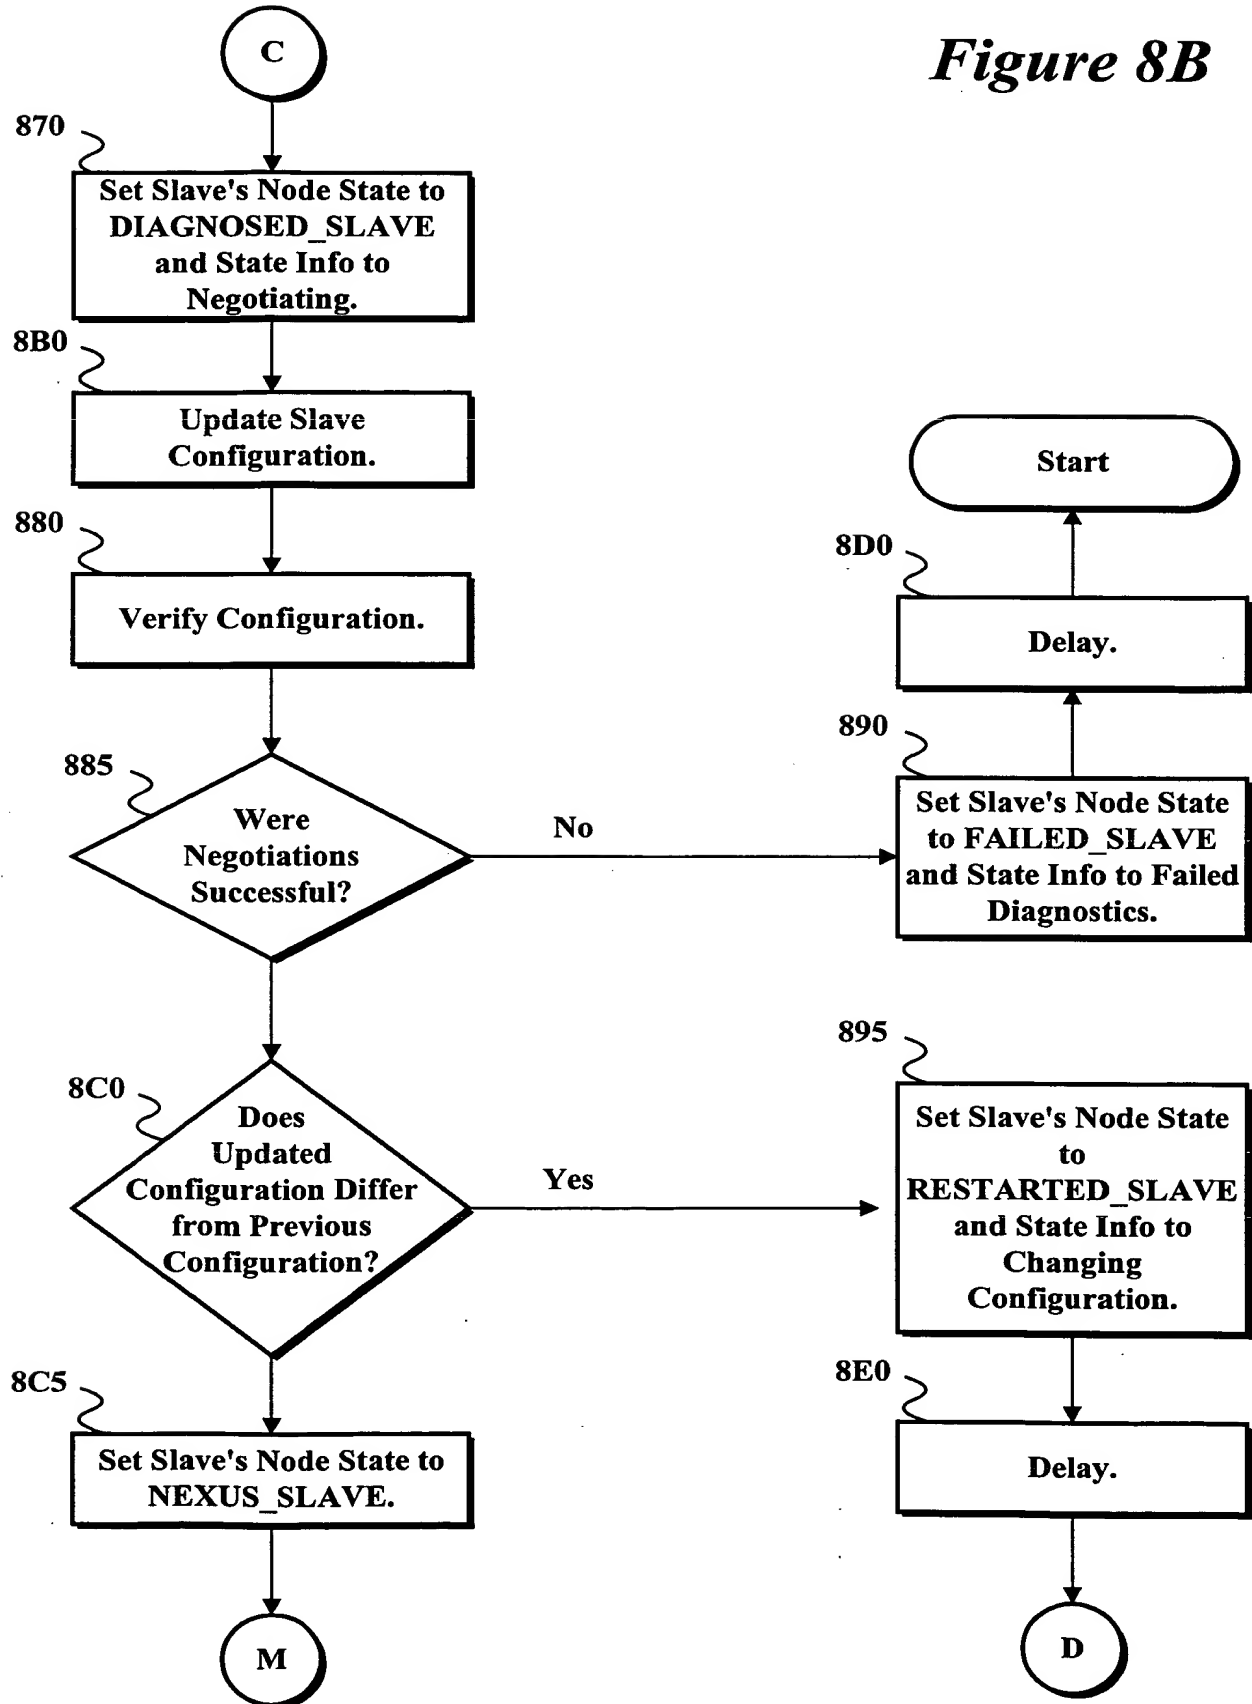 Figure 8B
C
870
Set Slave's Node State to
DIAGNOSED_SLAVE
and State Info to
Negotiating.
8B0
Update Slave
Configuration.
880
Verify Configuration.
885
Were
Negotiations
Successful?
No
Start
8D0
Delay.
890
Set Slave's Node State
to FAILED_SLAVE
and State Info to Failed
Diagnostics.
8C0
Does
Updated
Configuration Differ
from Previous
Configuration?
Yes
895
Set Slave's Node State
to
RESTARTED_SLAVE
and State Info to
Changing
Configuration.
8C5
Set Slave's Node State to
NEXUS_SLAVE.
8E0
Delay.
M
D